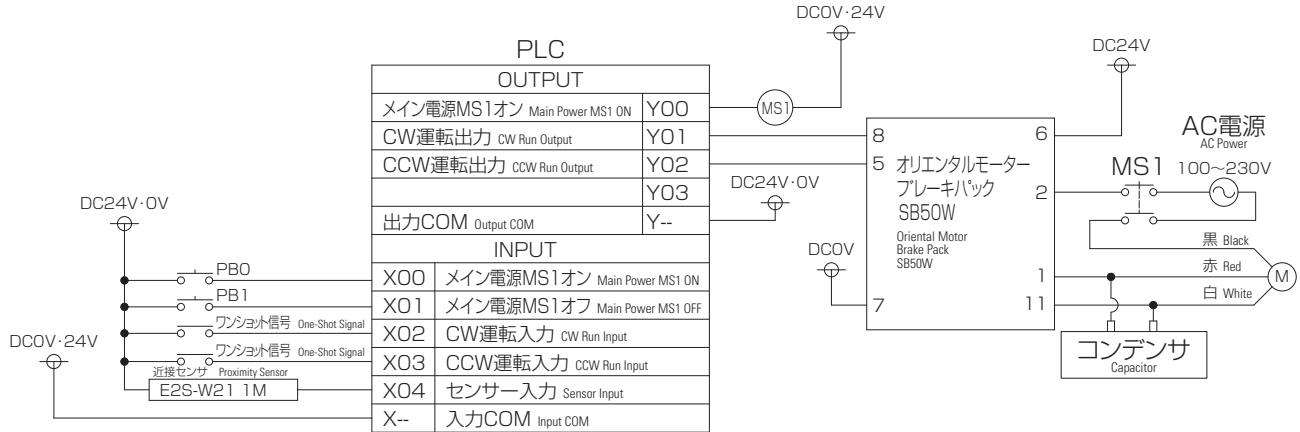 DC0V·24V
DC24V
PLC
OUTPUT
メイン電源MS1オン Main Power MS1 ON Y00
MS1
CW運転出力 CW Run Output Y01
CCW運転出力 CCW Run Output Y02
Y03
出力COM Output COM Y--
DC24V·0V
8
5
6
2
1
11
7
オリエンタルモーター
ブレーキパック
SB50W
Oriental Motor
Brake Pack
SB50W
DC0V
AC電源
AC Power
MS1
100～230V
黒 Black
赤 Red
白 White
M
コンデンサ
Capacitor
INPUT
DC24V·0V
PB0
X00 メイン電源MS1オン Main Power MS1 ON
PB1
X01 メイン電源MS1オフ Main Power MS1 OFF
ワンショット信号 One-Shot Signal
X02 CW運転入力 CW Run Input
ワンショット信号 One-Shot Signal
X03 CCW運転入力 CCW Run Input
近接センサ Proximity Sensor
E2S-W21 1M
X04 センサー入力 Sensor Input
DC0V·24V
X-- 入力COM Input COM